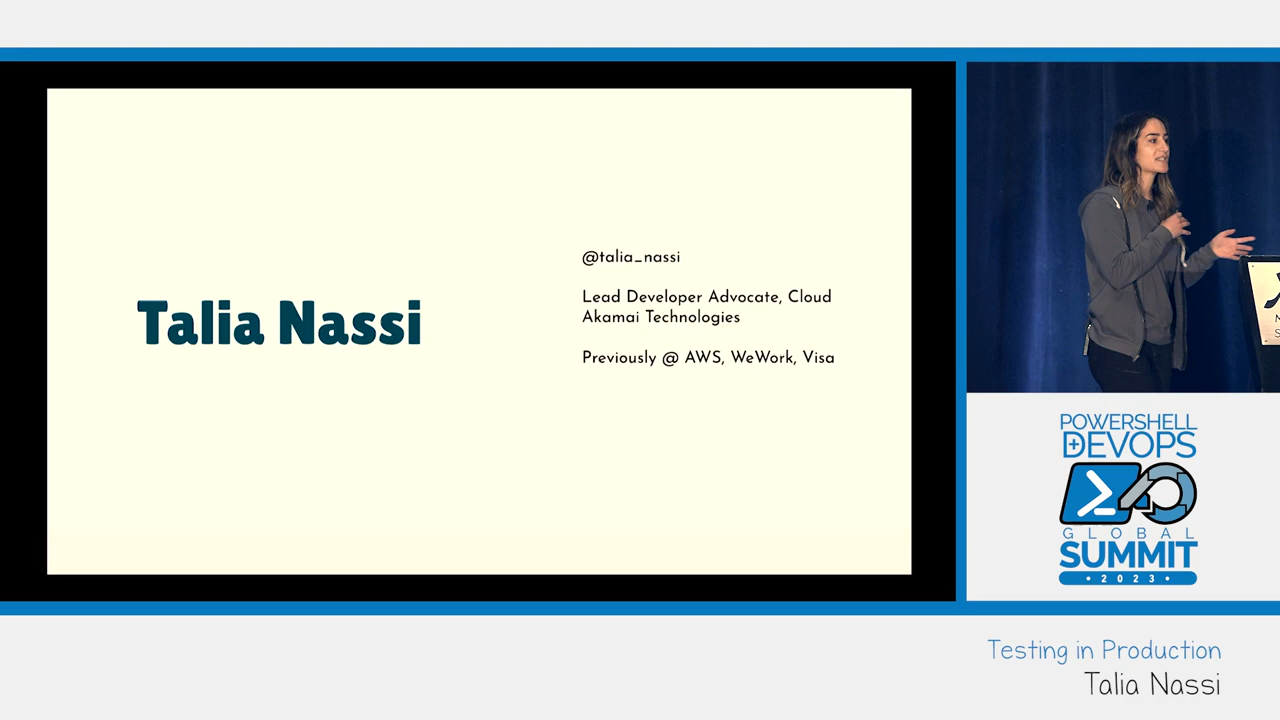 Talia Nassi
@talia_nassi
Lead Developer Advocate, Cloud
Akamai Technologies
Previously @ AWS, WeWork, Visa
POWERSHELL
DEVOPS
GLOBAL
SUMMIT
• 2023 •
Testing in Production
Talia Nassi